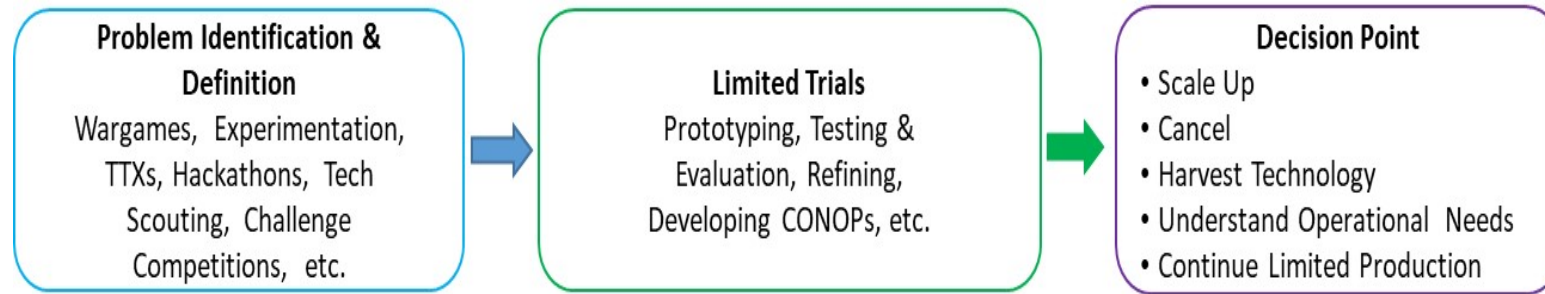 Problem Identification &
Definition
Wargames, Experimentation,
TTXs, Hackathons, Tech
Scouting, Challenge
Competitions, etc.
Limited Trials
Prototyping, Testing &
Evaluation, Refining,
Developing CONOPs, etc.
Decision Point
• Scale Up
• Cancel
• Harvest Technology
• Understand Operational Needs
• Continue Limited Production